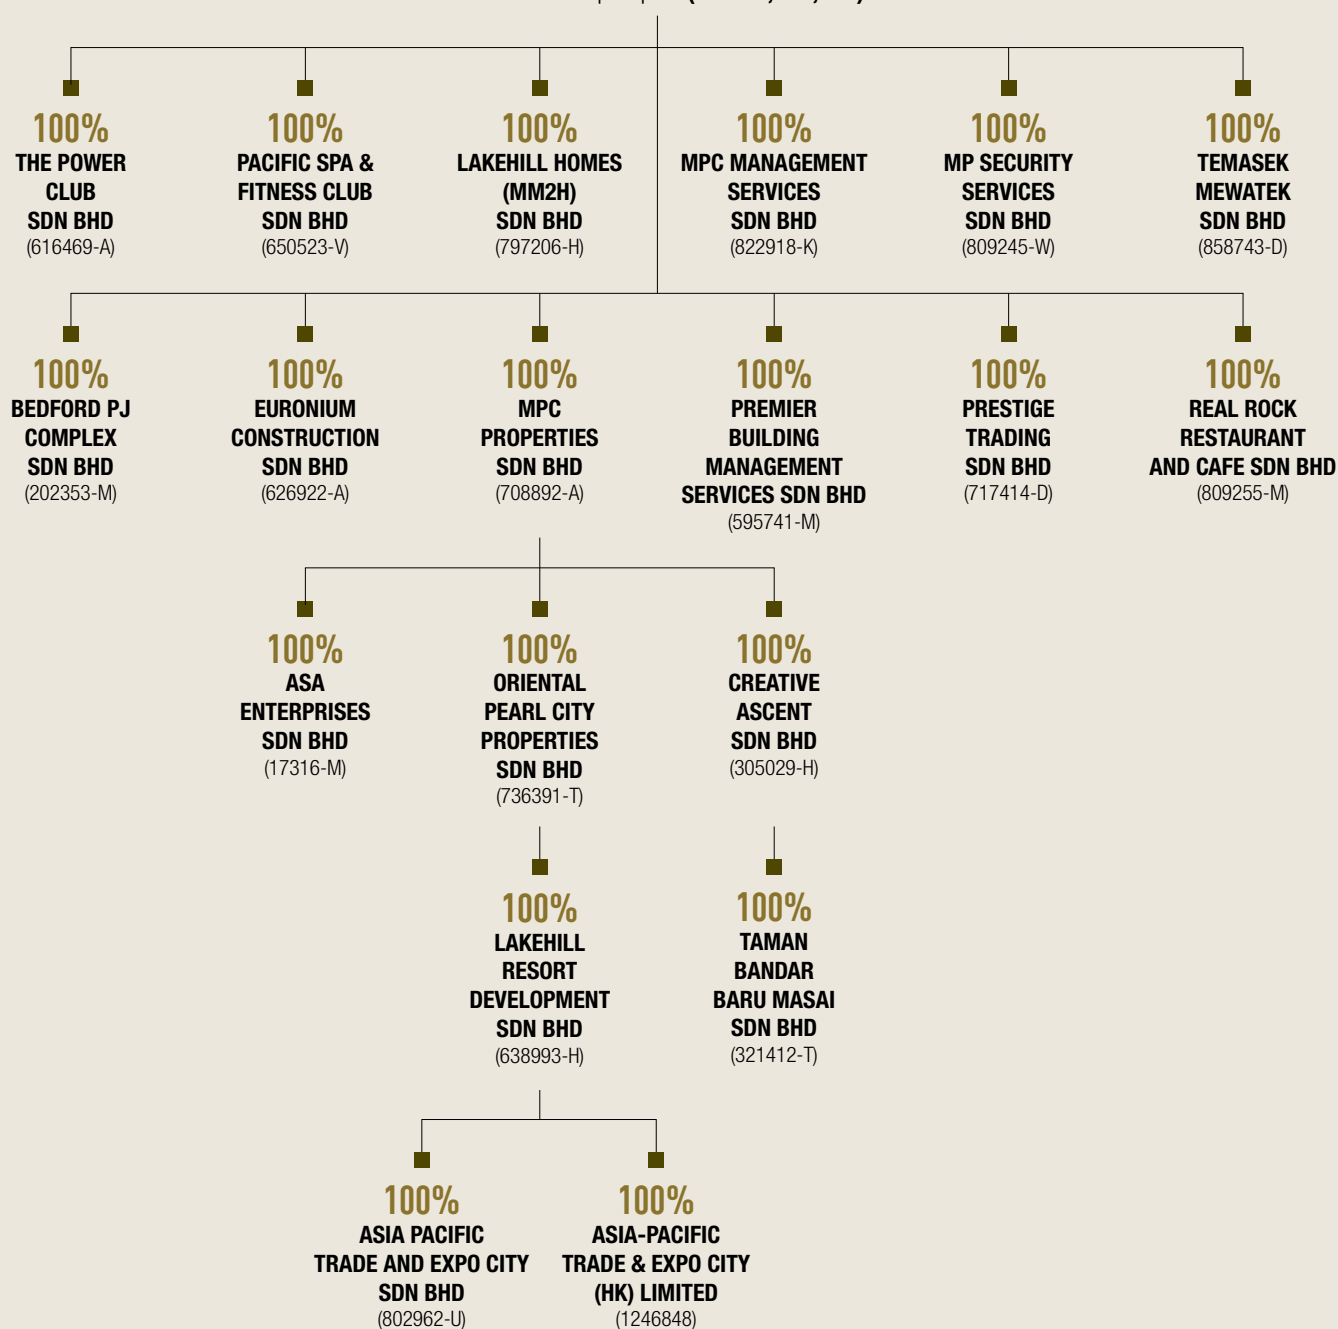 100%
THE POWER
CLUB
SDN BHD
(616469-A)
100%
PACIFIC SPA &
FITNESS CLUB
SDN BHD
(650523-V)
100%
LAKEHILL HOMES
(MM2H)
SDN BHD
(797206-H)
100%
MPC MANAGEMENT
SERVICES
SDN BHD
(822918-K)
100%
MP SECURITY
SERVICES
SDN BHD
(809245-W)
100%
TEMASEK
MEWATEK
SDN BHD
(858743-D)
100%
BEDFORD PJ
COMPLEX
SDN BHD
(202353-M)
100%
EURONIUM
CONSTRUCTION
SDN BHD
(626922-A)
100%
MPC
PROPERTIES
SDN BHD
(708892-A)
100%
PREMIER
BUILDING
MANAGEMENT
SERVICES SDN BHD
(595741-M)
100%
PRESTIGE
TRADING
SDN BHD
(717414-D)
100%
REAL ROCK
RESTAURANT
AND CAFE SDN BHD
(809255-M)
100%
ASA
ENTERPRISES
SDN BHD
(17316-M)
100%
ORIENTAL
PEARL CITY
PROPERTIES
SDN BHD
(736391-T)
100%
CREATIVE
ASCENT
SDN BHD
(305029-H)
100%
LAKEHILL
RESORT
DEVELOPMENT
SDN BHD
(638993-H)
100%
TAMAN
BANDAR
BARU MASAI
SDN BHD
(321412-T)
100%
ASIA PACIFIC
TRADE AND EXPO CITY
SDN BHD
(802962-U)
100%
ASIA-PACIFIC
TRADE & EXPO CITY
(HK) LIMITED
(1246848)